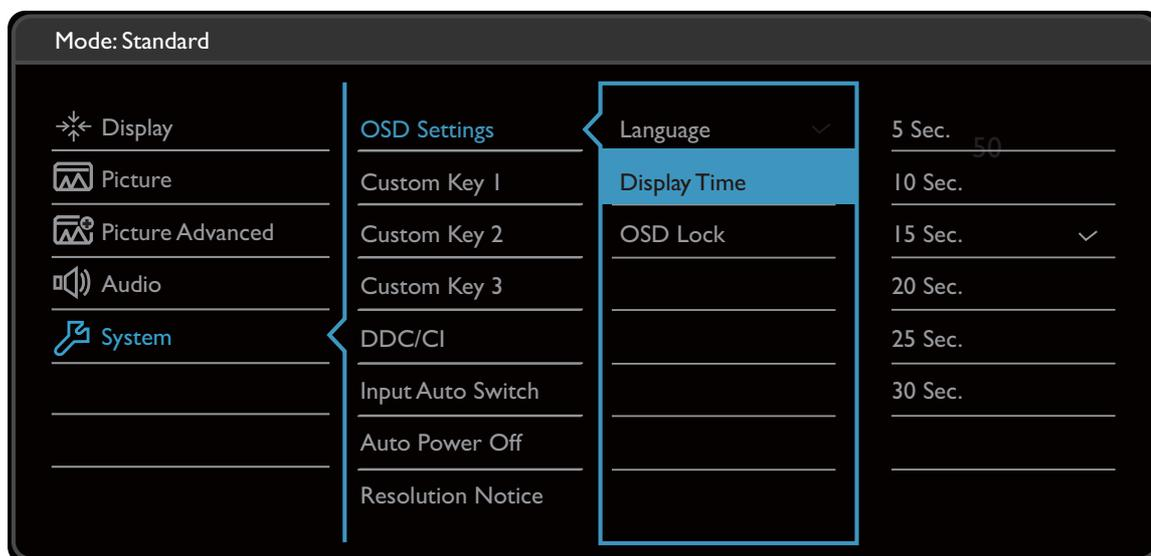 Mode: Standard
Display
Picture
Picture Advanced
Audio
System
OSD Settings
Custom Key 1
Custom Key 2
Custom Key 3
DDC/CI
Input Auto Switch
Auto Power Off
Resolution Notice
Language
Display Time
OSD Lock
5 Sec.
50
10 Sec.
15 Sec.
20 Sec.
25 Sec.
30 Sec.